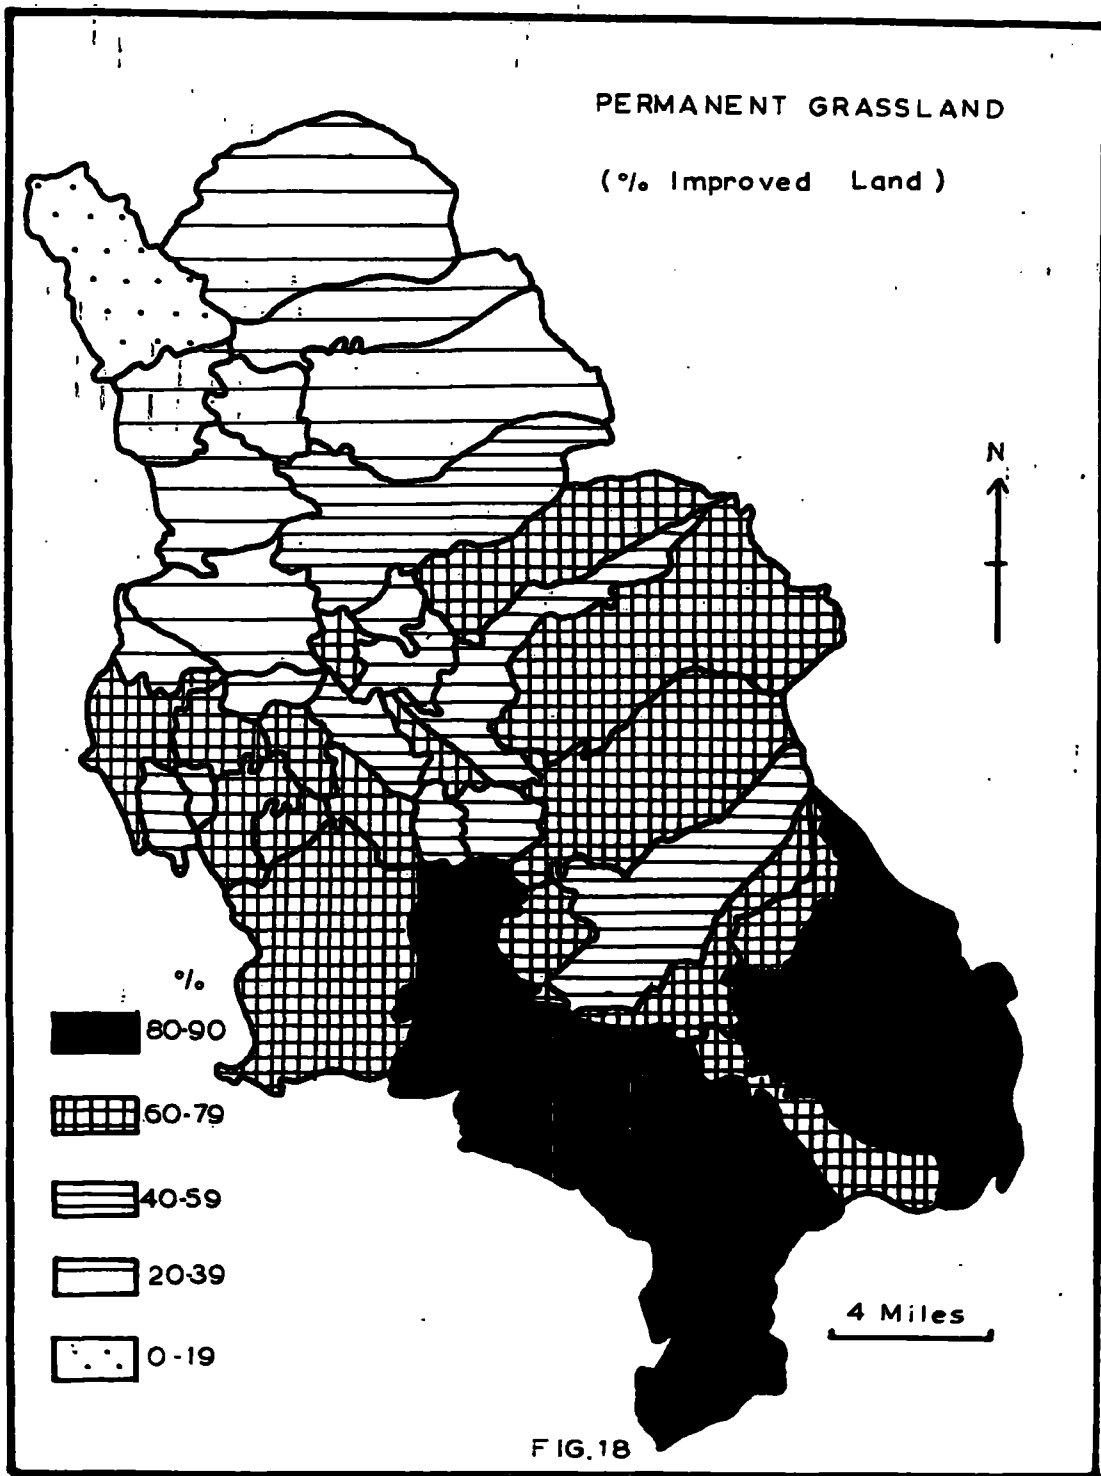 PERMANENT GRASSLAND
(% Improved Land)
N
%
80-90
60-79
40-59
20-39
0-19
4 Miles
FIG. 18